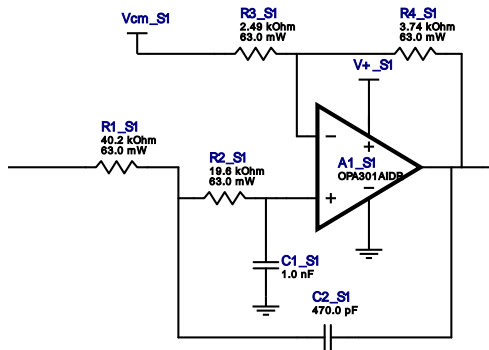 Vcm_S1
R3_S1
2.49 kOhm
63.0 mW
R4_S1
3.74 kOhm
63.0 mW
V+_S1
R1_S1
40.2 kOhm
63.0 mW
R2_S1
19.6 kOhm
63.0 mW
A1_S1
OPA301AIDR
C1_S1
1.0 nF
C2_S1
470.0 pF